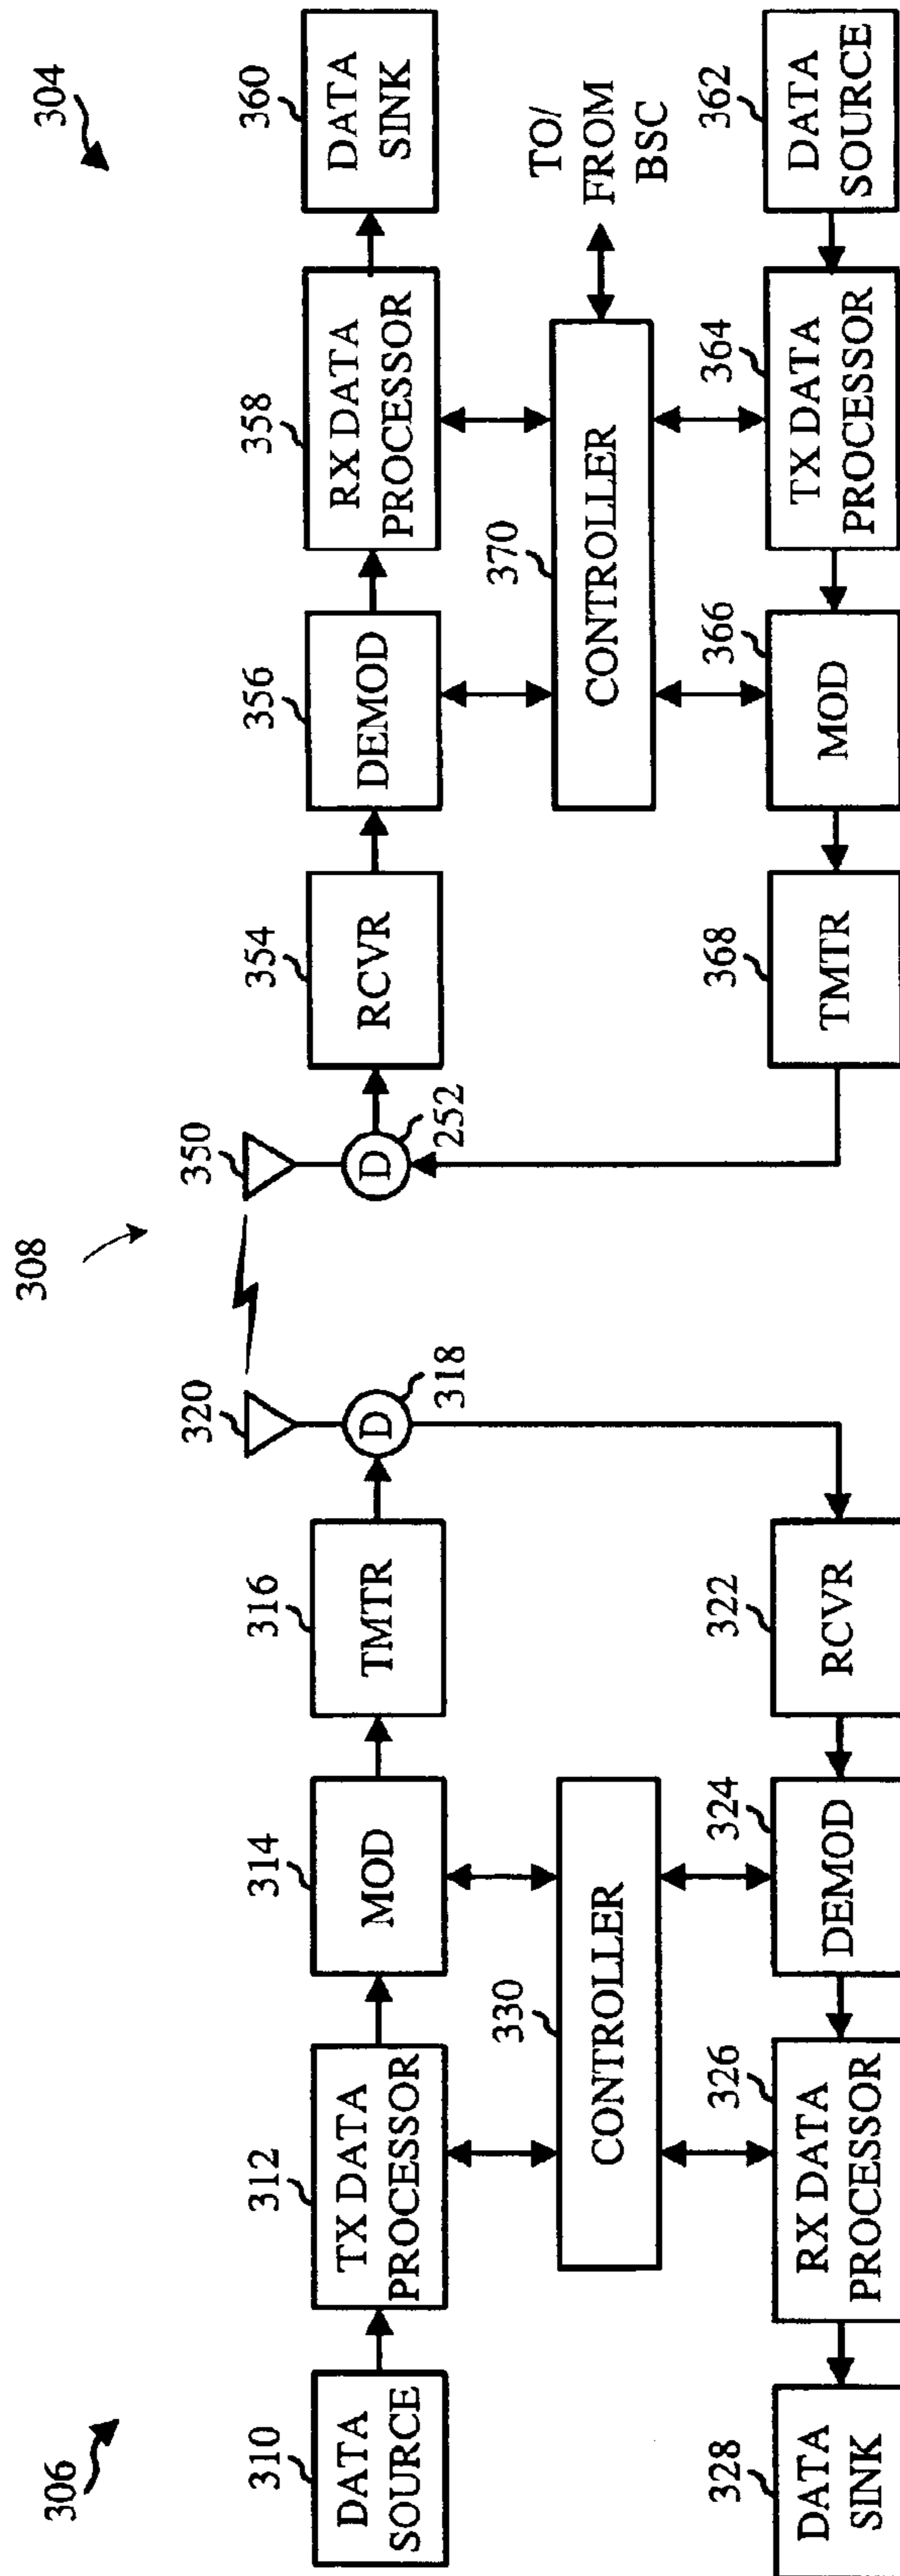 306
308
304
310
DATA
SOURCE
312
TX DATA
PROCESSOR
314
MOD
316
TMTR
320
D
318
350
D
252
354
RCVR
356
DEMOD
358
RX DATA
PROCESSOR
360
DATA
SINK
330
CONTROLLER
370
CONTROLLER
TO/
FROM
BSC
328
DATA
SINK
326
RX DATA
PROCESSOR
324
DEMOD
322
RCVR
368
TMTR
366
MOD
364
TX DATA
PROCESSOR
362
DATA
SOURCE